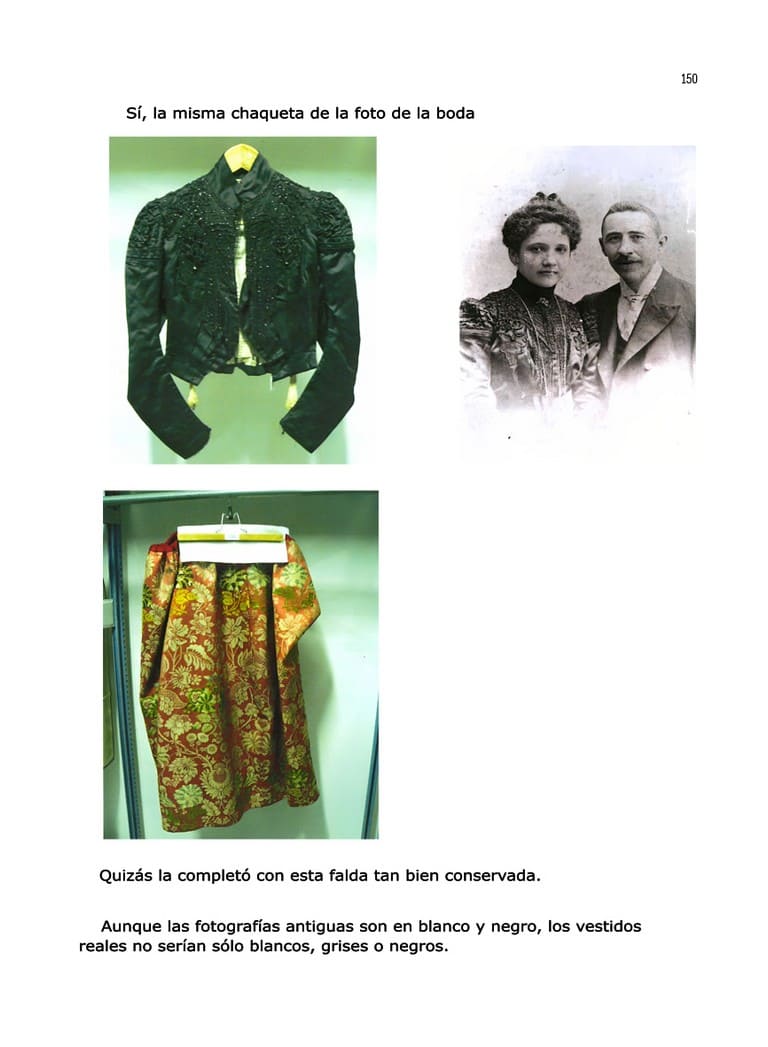 150
Sí, la misma chaqueta de la foto de la boda
Quizás la completó con esta falda tan bien conservada.
Aunque las fotografías antiguas son en blanco y negro, los vestidos
reales no serían sólo blancos, grises o negros.